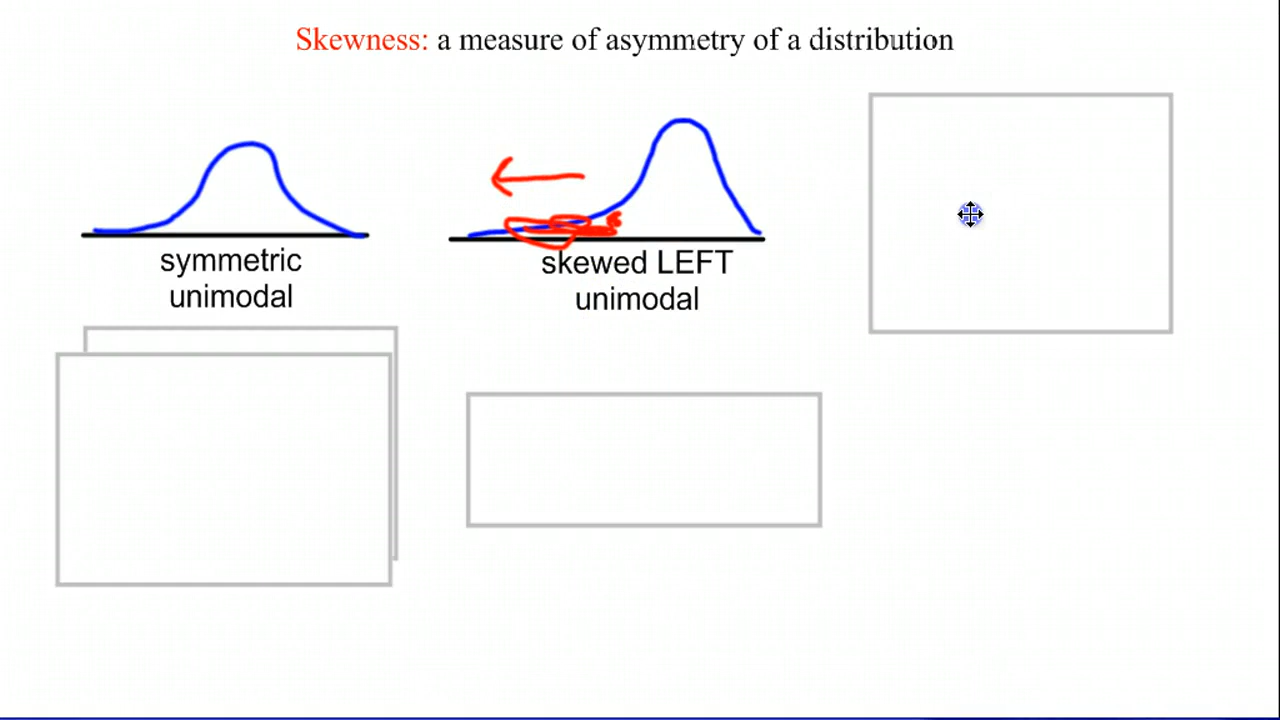 Skewness: a measure of asymmetry of a distribution
symmetric
unimodal
skewed LEFT
unimodal